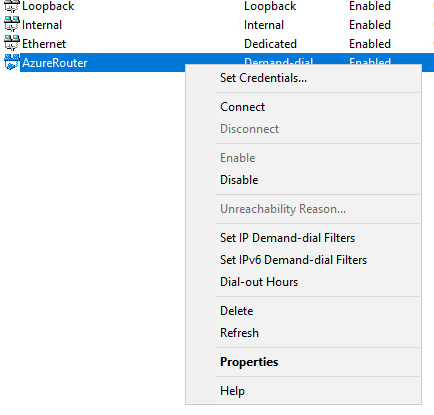 Loopback Loopback Enabled
Internal Internal Enabled
Ethernet Dedicated Enabled
AzureRouter Demand-dial Enabled
Set Credentials...
Connect
Disconnect
Enable
Disable
Unreachability Reason...
Set IP Demand-dial Filters
Set IPv6 Demand-dial Filters
Dial-out Hours
Delete
Refresh
Properties
Help